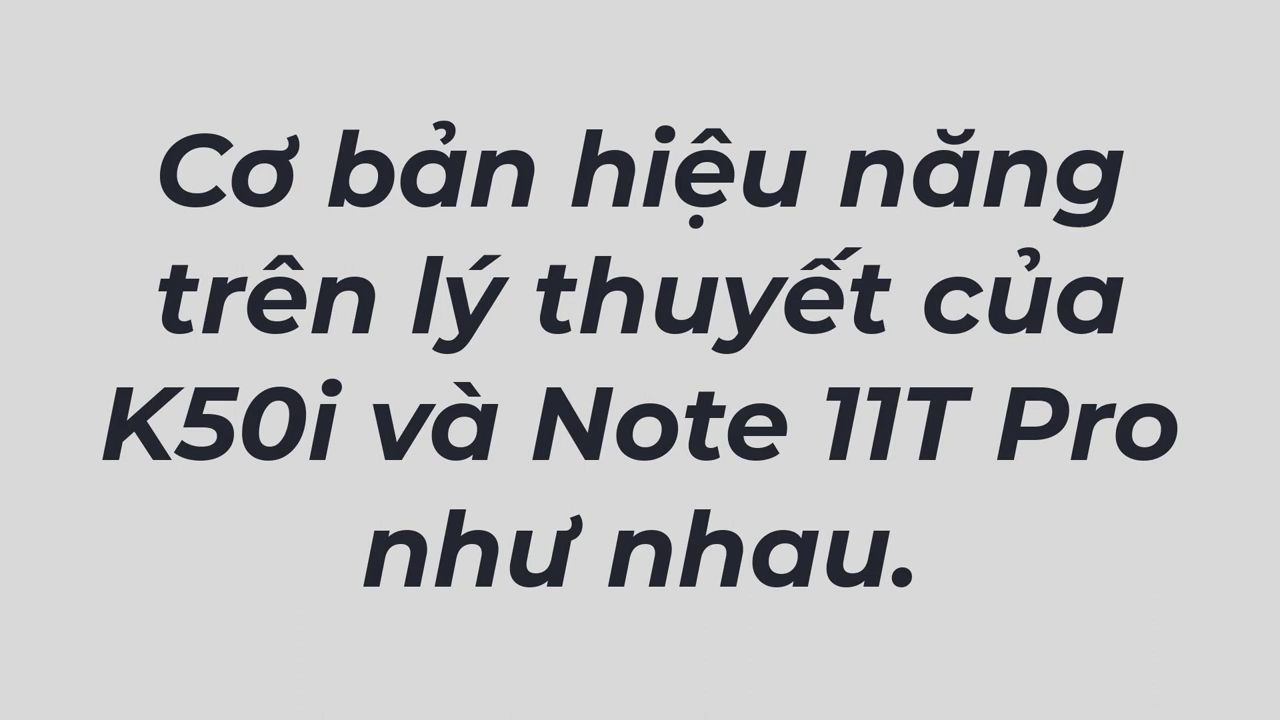 Cơ bản hiệu năng
trên lý thuyết của
K50i và Note 11T Pro
như nhau.